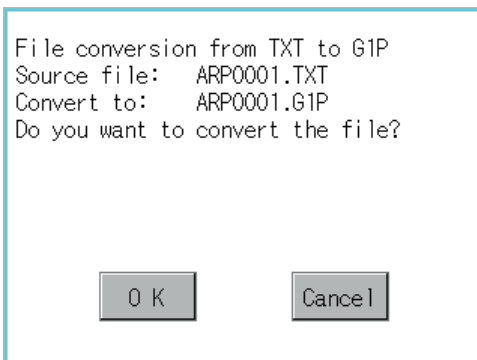 File conversion from TXT to G1P
Source file: ARP0001.TXT
Convert to: ARP0001.G1P
Do you want to convert the file?
O K
Cancel